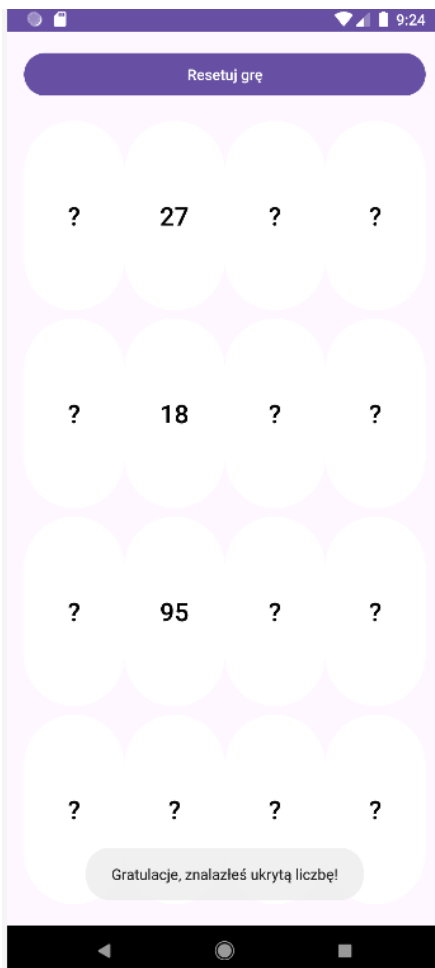 9:24
Resetuj grę
? 27 ? ?
? 18 ? ?
? 95 ? ?
? ? ? ?
Gratulacje, znalazłeś ukrytą liczbę!